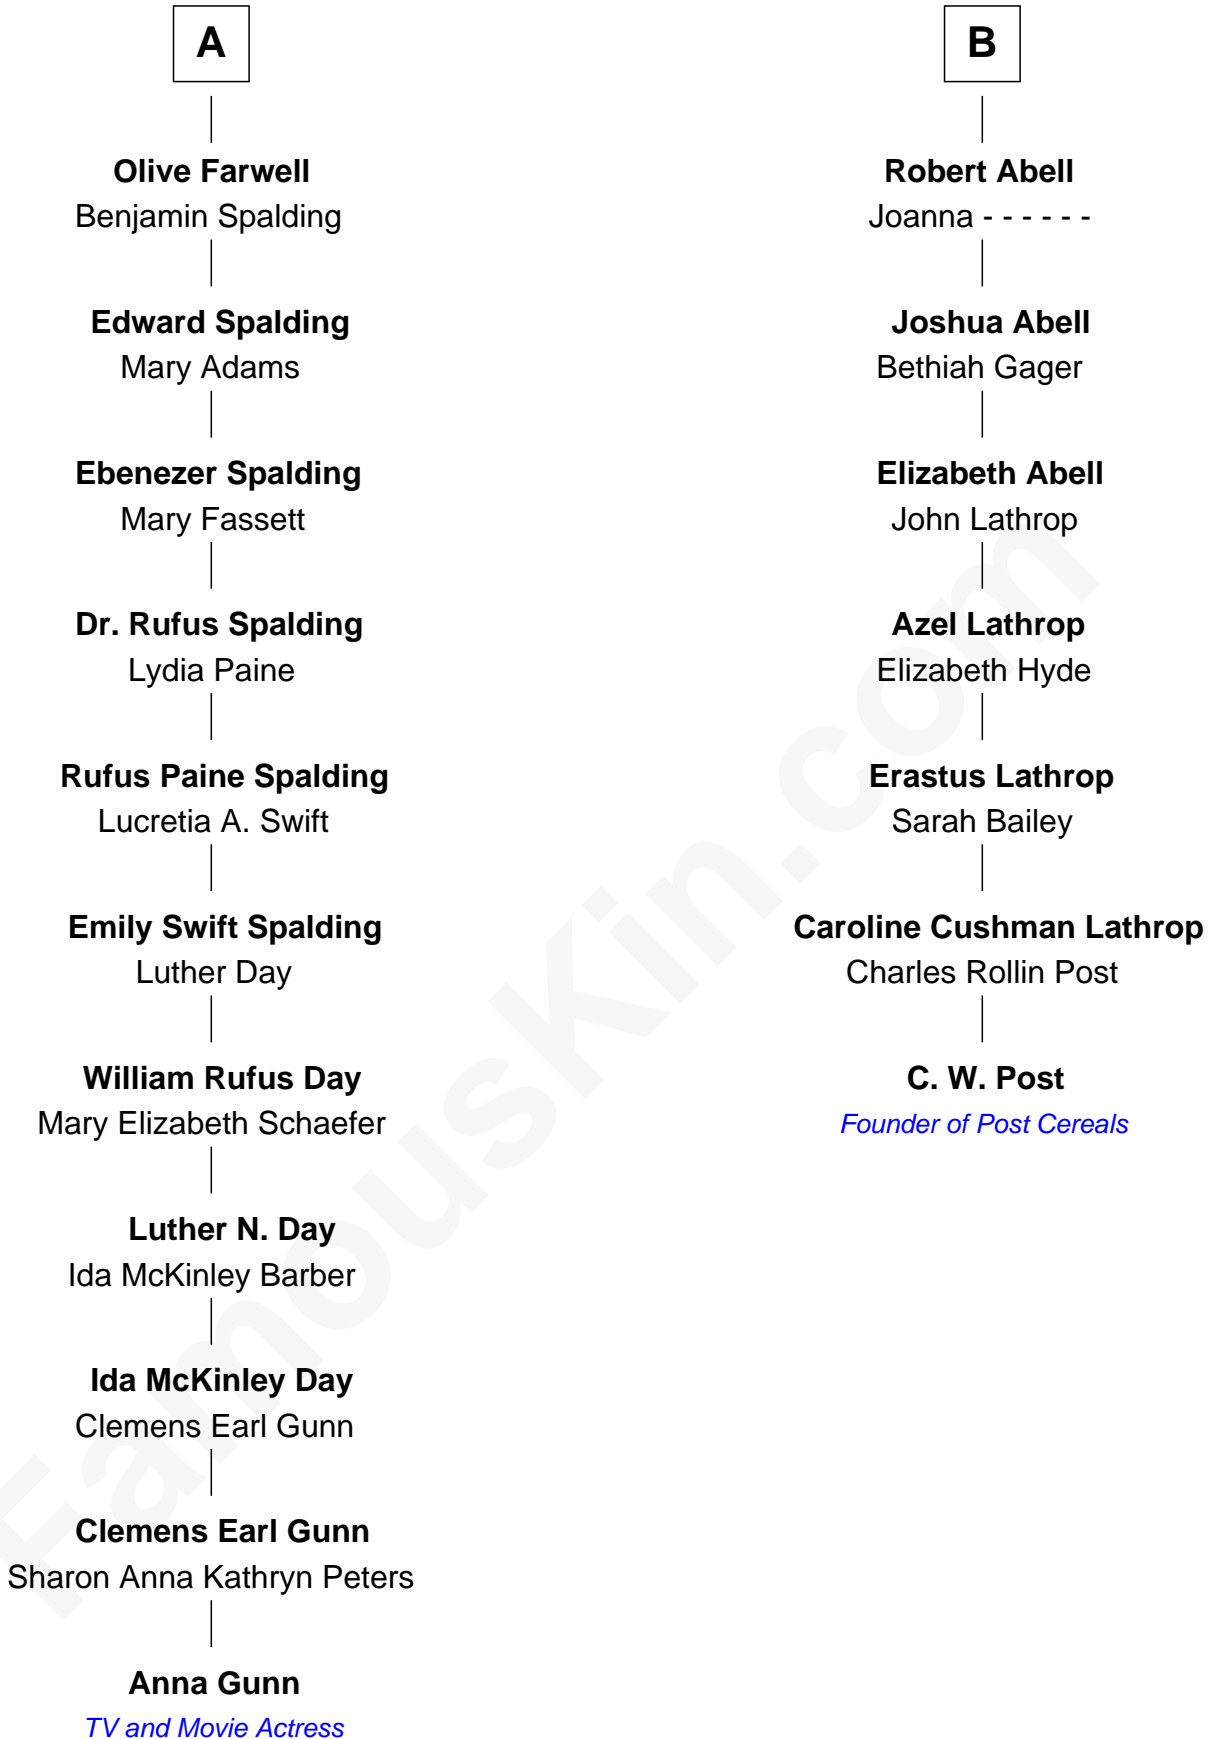 A
Olive Farwell
Benjamin Spalding
Edward Spalding
Mary Adams
Ebenezer Spalding
Mary Fassett
Dr. Rufus Spalding
Lydia Paine
Rufus Paine Spalding
Lucretia A. Swift
Emily Swift Spalding
Luther Day
William Rufus Day
Mary Elizabeth Schaefer
Luther N. Day
Ida McKinley Barber
Ida McKinley Day
Clemens Earl Gunn
Clemens Earl Gunn
Sharon Anna Kathryn Peters
Anna Gunn
TV and Movie Actress
B
Robert Abell
Joanna - - - - - -
Joshua Abell
Bethiah Gager
Elizabeth Abell
John Lathrop
Azel Lathrop
Elizabeth Hyde
Erastus Lathrop
Sarah Bailey
Caroline Cushman Lathrop
Charles Rollin Post
C. W. Post
Founder of Post Cereals
FamousKin.com